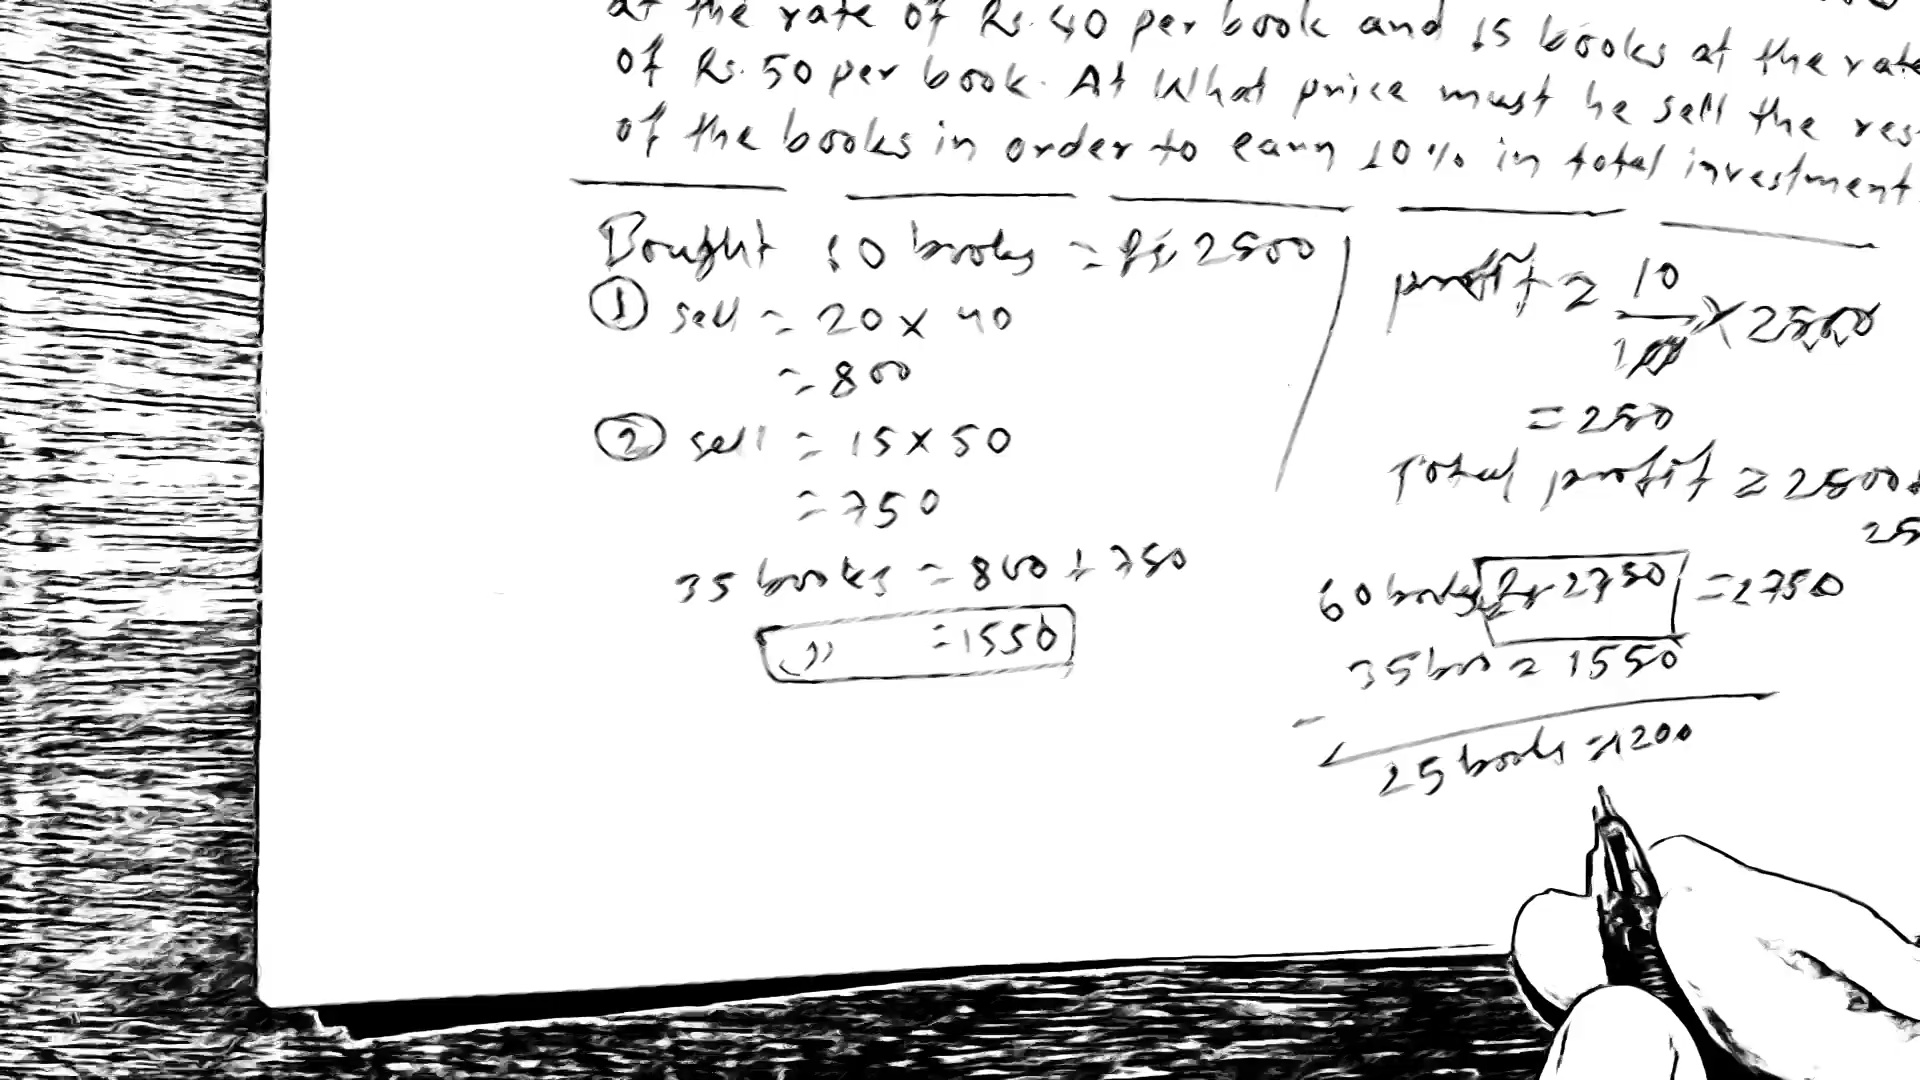 at the rate of Rs. 40 per book and 15 books at the rate
of Rs. 50 per book. At What price must he sell the res
of the books in order to earn 10% in total investment.
Bought 60 books = Rs 2500
① sell = 20 x 40
= 800
② sell = 15 x 50
= 750
35 books = 800 + 750
" = 1550
profit = 10/100 x 2500
= 250
Total profit = 2500+
25
60 books Rs 2750 = 2750
35 boo = 1550
-
25 books = 1200